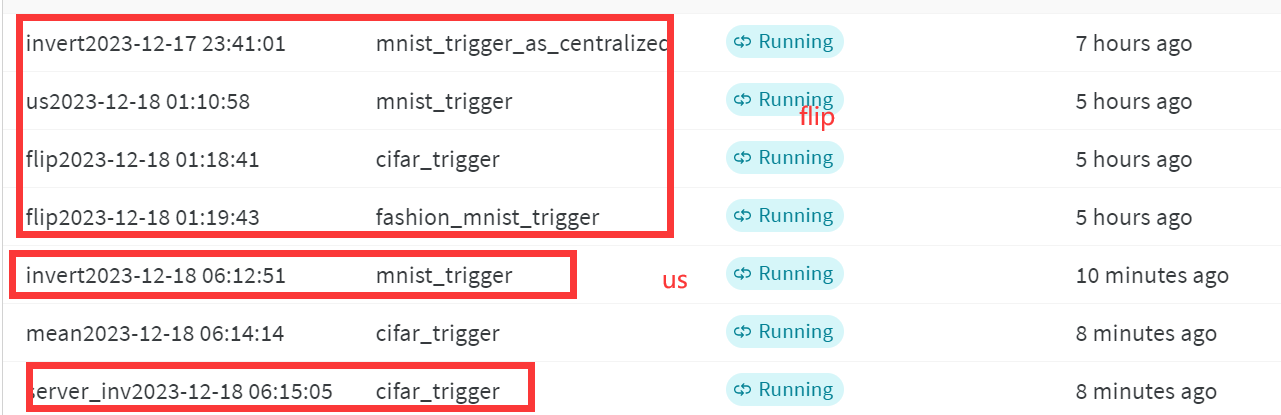 invert2023-12-17 23:41:01 mnist_trigger_as_centralized Running 7 hours ago
us2023-12-18 01:10:58 mnist_trigger Running 5 hours ago
flip
flip2023-12-18 01:18:41 cifar_trigger Running 5 hours ago
flip2023-12-18 01:19:43 fashion_mnist_trigger Running 5 hours ago
invert2023-12-18 06:12:51 mnist_trigger us Running 10 minutes ago
mean2023-12-18 06:14:14 cifar_trigger Running 8 minutes ago
server_inv2023-12-18 06:15:05 cifar_trigger Running 8 minutes ago